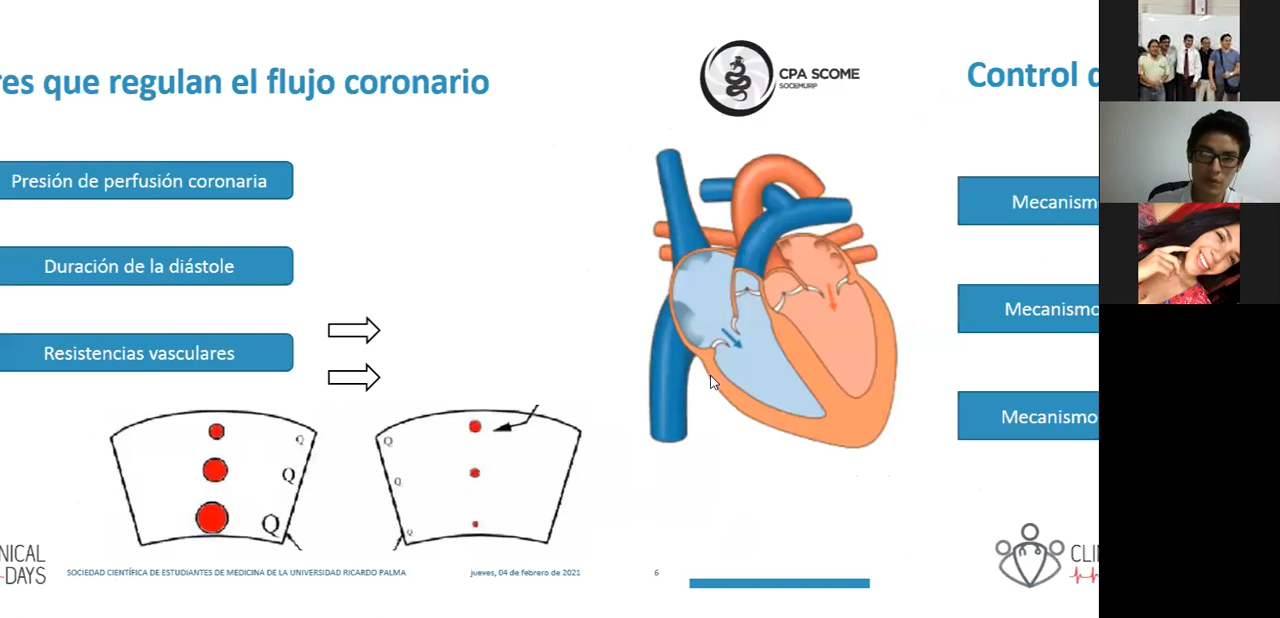 res que regulan el flujo coronario
Presión de perfusión coronaria
Duración de la diástole
Resistencias vasculares
Q
Q
Q
Q
Q
Q
NICAL
DAYS
SOCIEDAD CIENTÍFICA DE ESTUDIANTES DE MEDICINA DE LA UNIVERSIDAD RICARDO PALMA
jueves, 04 de febrero de 2021
6
CPA SCOME
SOCEMURP
Control
Mecanismo
Mecanismo
CLI